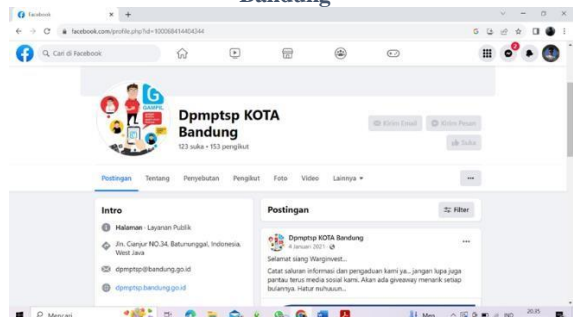 Bandung
Facebook
facebook.com/profile.php?id=100068414404344
Cari di Facebook
GAMPIL
Dpmptsp KOTA
Bandung
123 suka • 153 pengikut
Kirim Email
Kirim Pesan
Suka
Postingan Tentang Penyebutan Pengikut Foto Video Lainnya
Intro
Halaman · Layanan Publik
Jln. Cianjur NO.34, Batununggal, Indonesia,
West Java
dpmptsp@bandung.go.id
dpmptsp.bandung.go.id
Postingan
Filter
Dpmptsp KOTA Bandung
4 Januari 2021
Selamat siang Warginvest...
Catat saluran informasi dan pengaduan kami ya... jangan lupa juga
pantau terus media sosial kami. Akan ada giveaway menarik setiap
bulannya. Hatur nuhuuun...
Mencari
IND
20.35